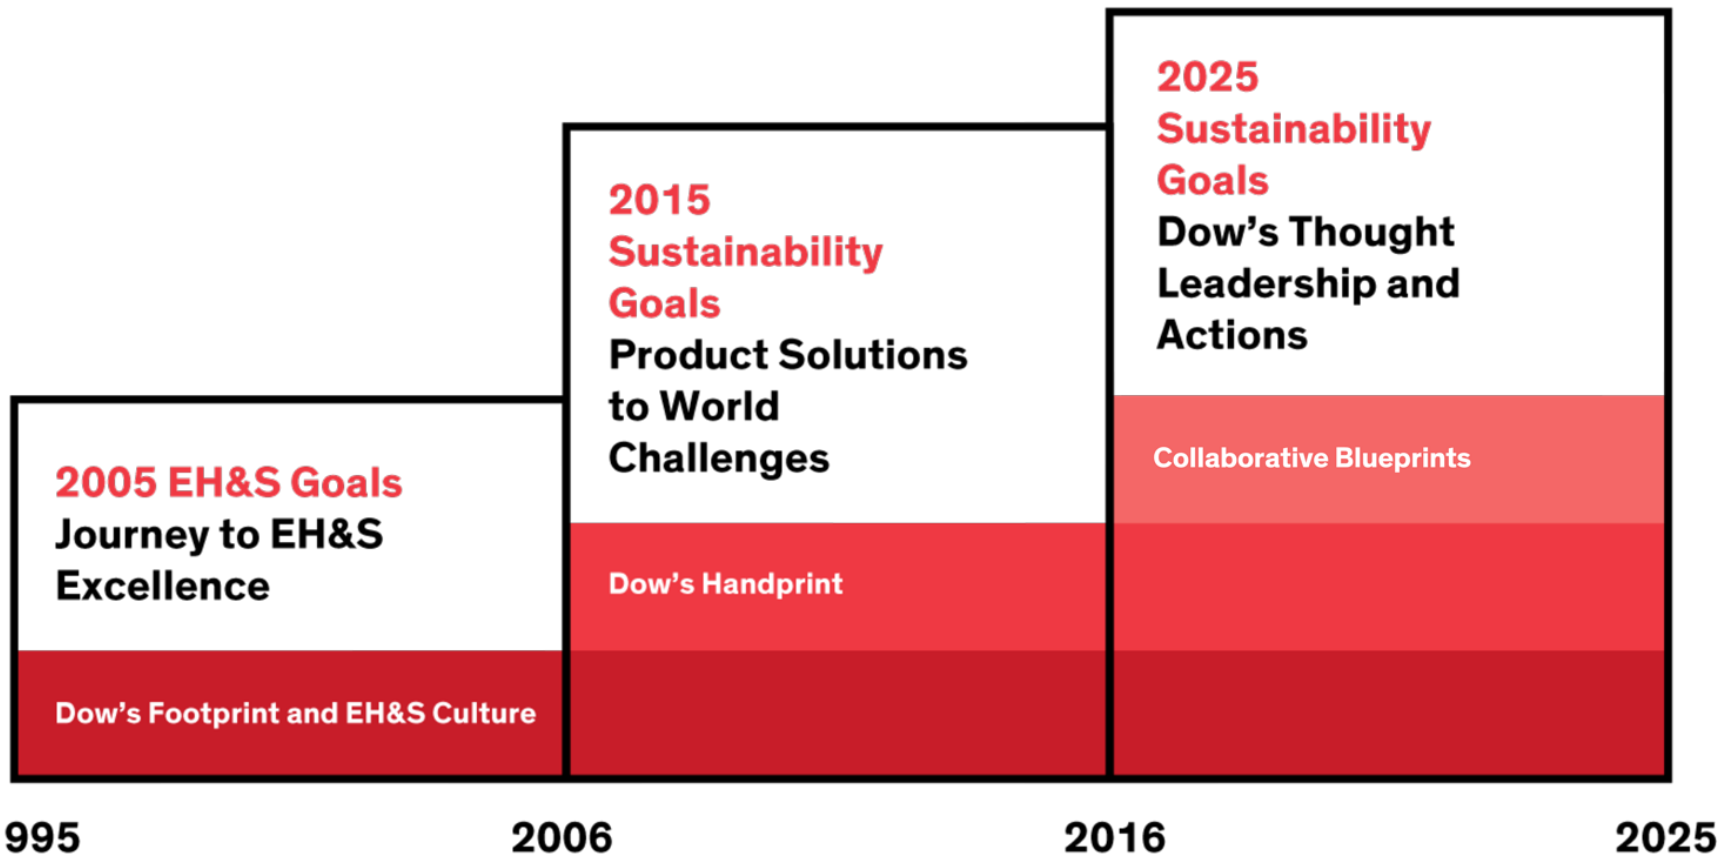 2025
Sustainability
Goals
Dow’s Thought
Leadership and
Actions
Collaborative Blueprints
2015
Sustainability
Goals
Product Solutions
to World
Challenges
Dow’s Handprint
2005 EH&S Goals
Journey to EH&S
Excellence
Dow’s Footprint and EH&S Culture
995
2006
2016
2025